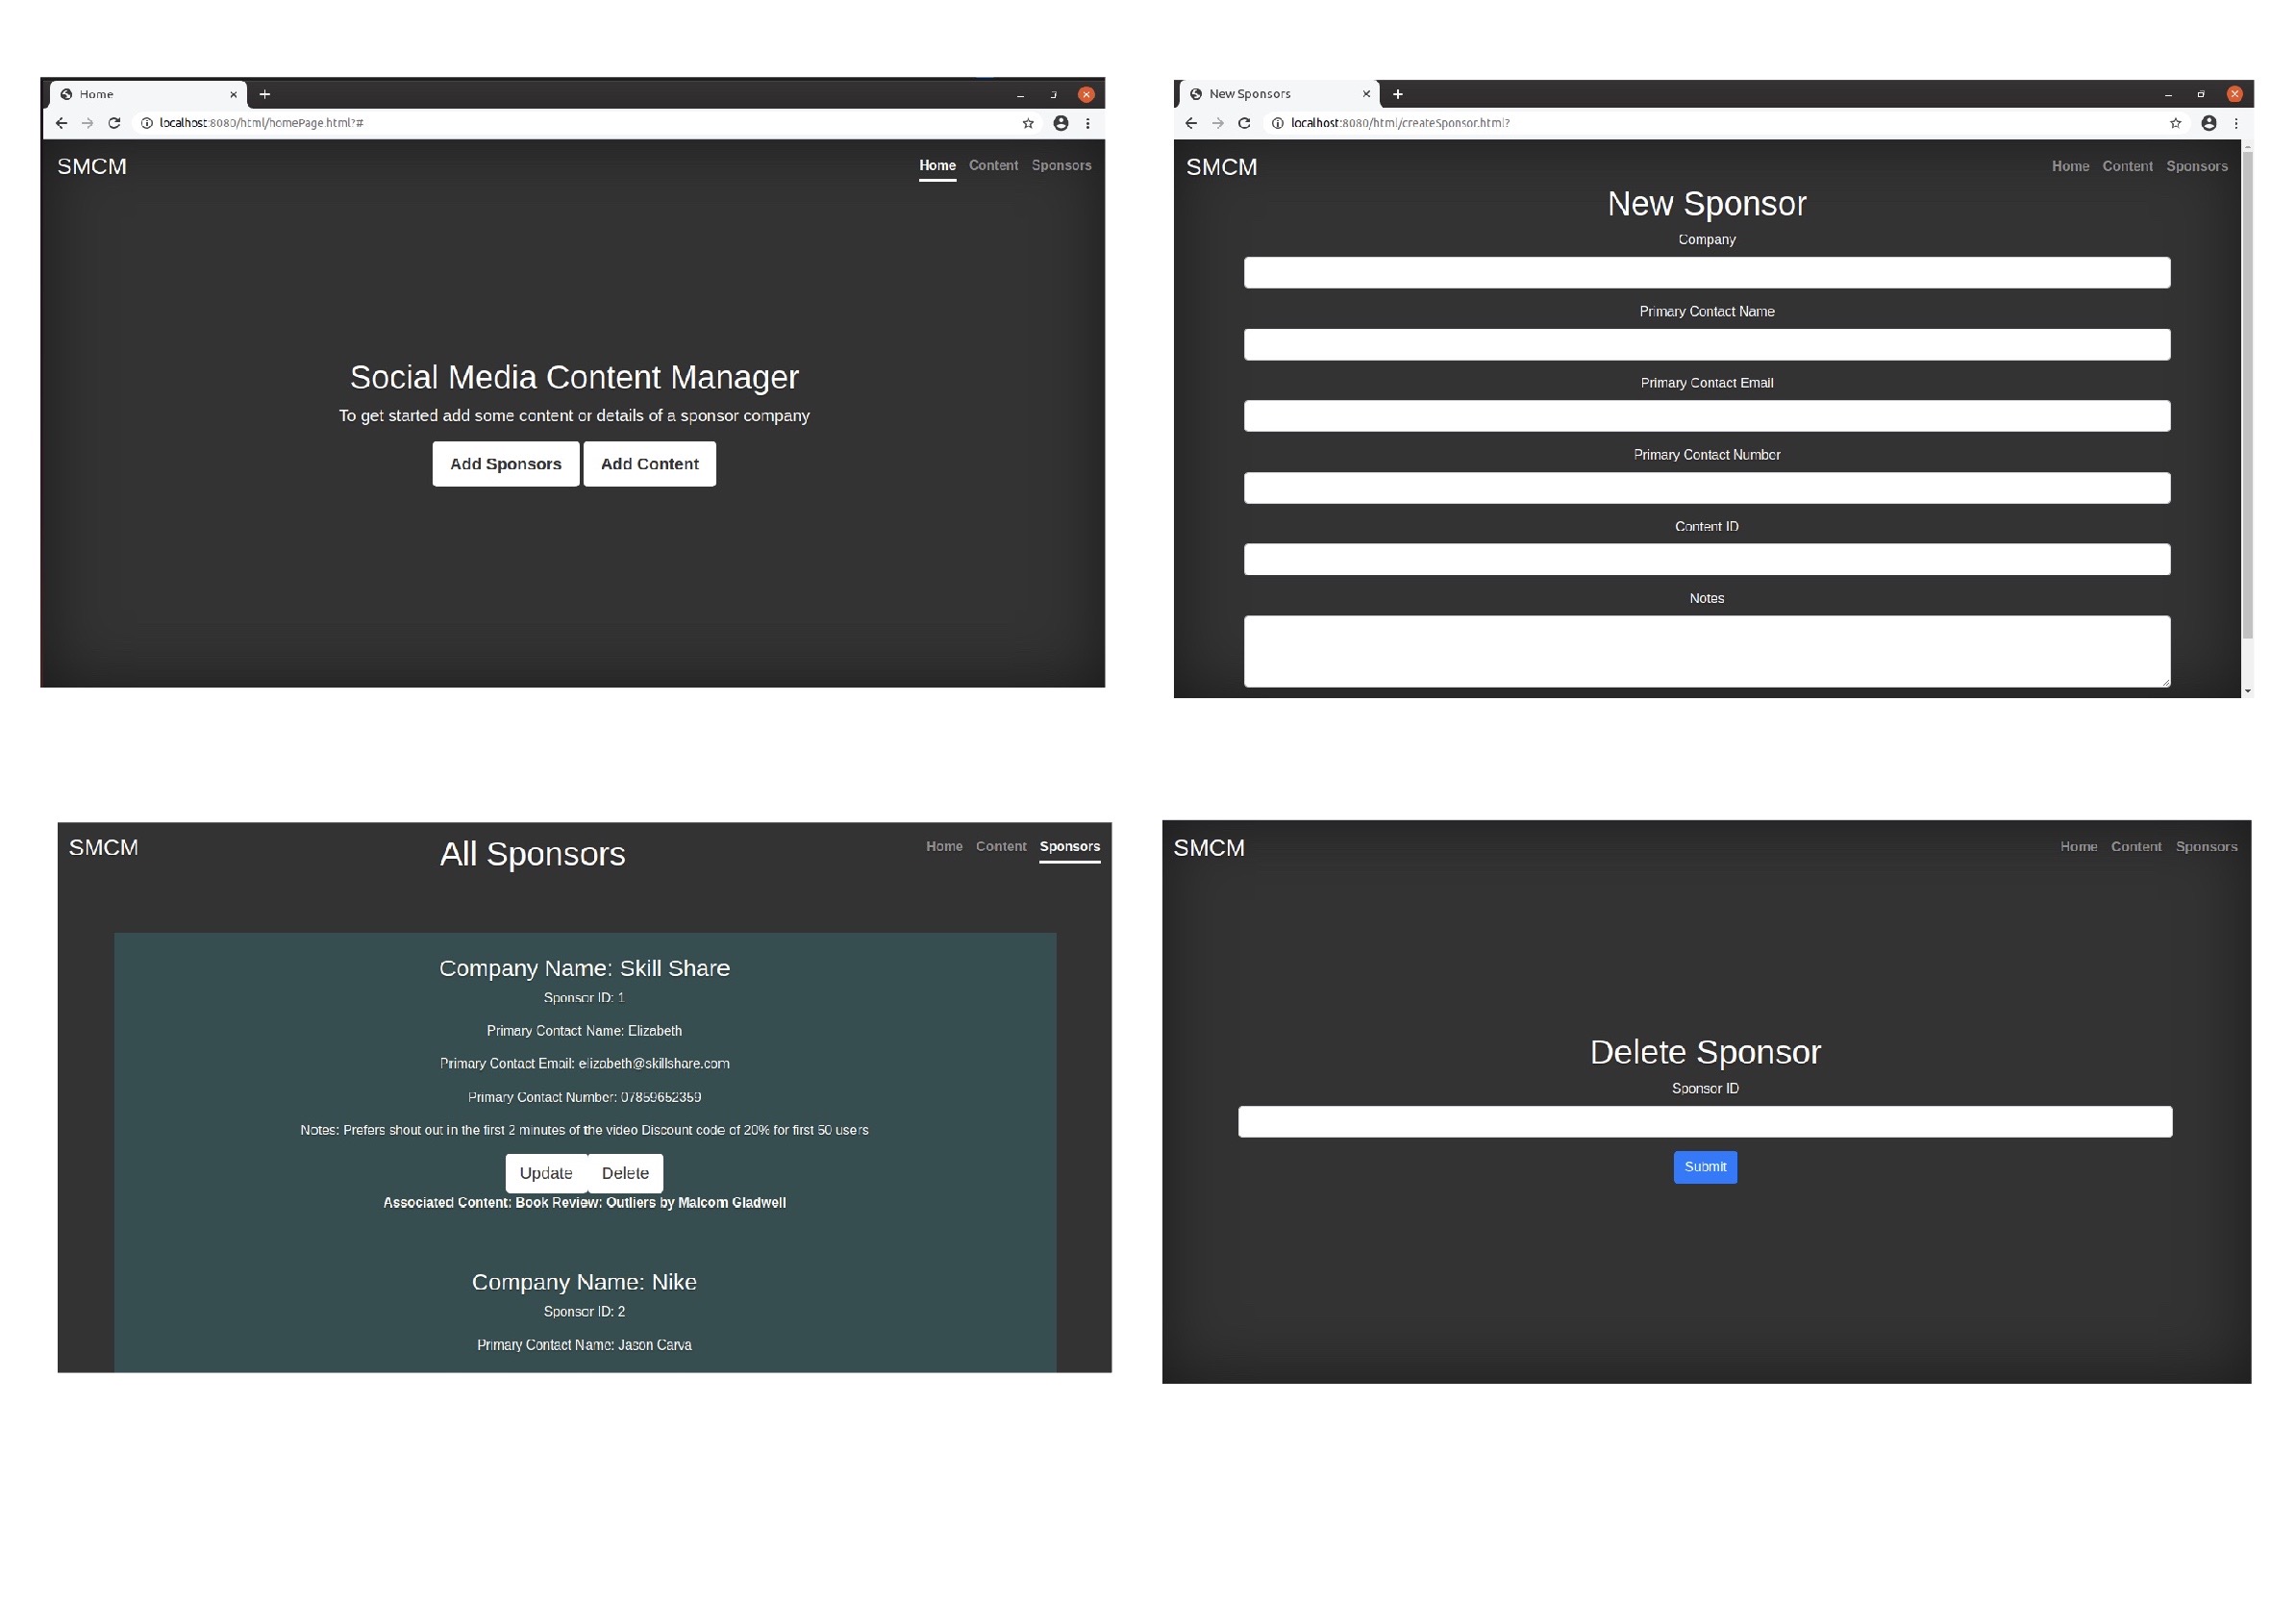 Home
localhost:8080/html/homePage.html?#
SMCM
Home Content Sponsors
Social Media Content Manager
To get started add some content or details of a sponsor company
Add Sponsors Add Content
New Sponsors
localhost:8080/html/createSponsor.html?
SMCM
Home Content Sponsors
New Sponsor
Company
Primary Contact Name
Primary Contact Email
Primary Contact Number
Content ID
Notes
SMCM
All Sponsors
Home Content Sponsors
Company Name: Skill Share
Sponsor ID: 1
Primary Contact Name: Elizabeth
Primary Contact Email: elizabeth@skillshare.com
Primary Contact Number: 07859652359
Notes: Prefers shout out in the first 2 minutes of the video Discount code of 20% for first 50 users
Update Delete
Associated Content: Book Review: Outliers by Malcom Gladwell
Company Name: Nike
Sponsor ID: 2
Primary Contact Name: Jason Carva
SMCM
Home Content Sponsors
Delete Sponsor
Sponsor ID
Submit